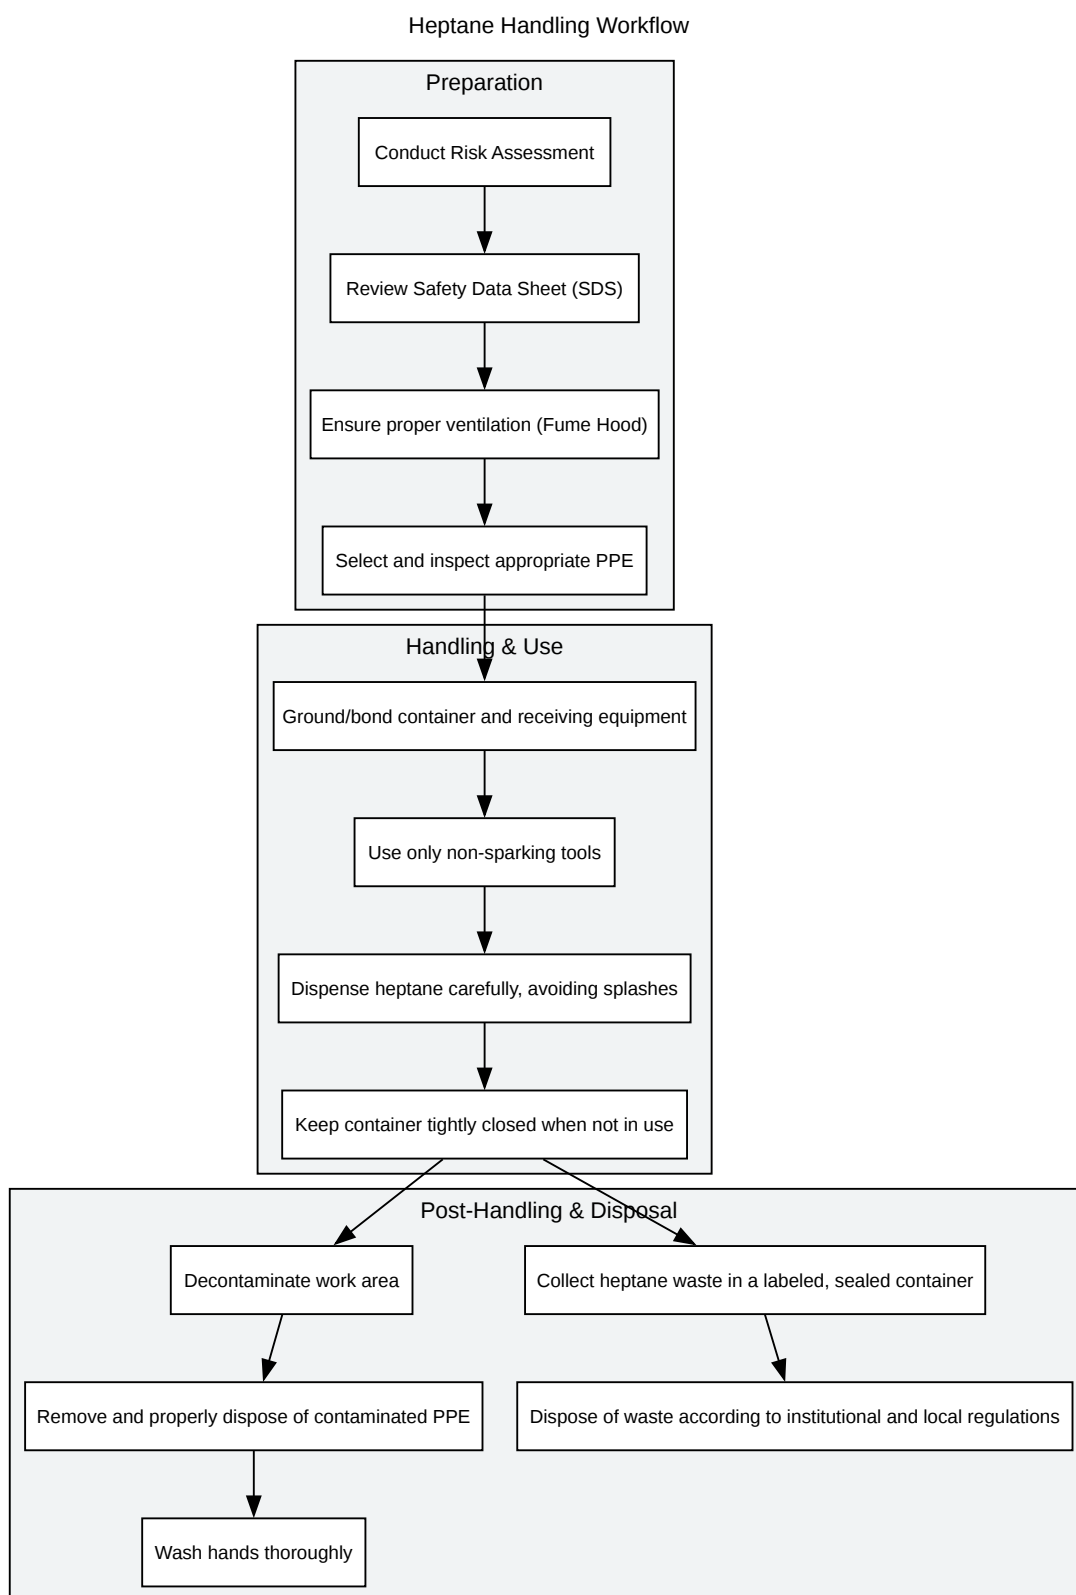 Heptane Handling Workflow
Preparation
Conduct Risk Assessment
Review Safety Data Sheet (SDS)
Ensure proper ventilation (Fume Hood)
Select and inspect appropriate PPE
Handling & Use
Ground/bond container and receiving equipment
Use only non-sparking tools
Dispense heptane carefully, avoiding splashes
Keep container tightly closed when not in use
Post-Handling & Disposal
Decontaminate work area
Collect heptane waste in a labeled, sealed container
Remove and properly dispose of contaminated PPE
Dispose of waste according to institutional and local regulations
Wash hands thoroughly